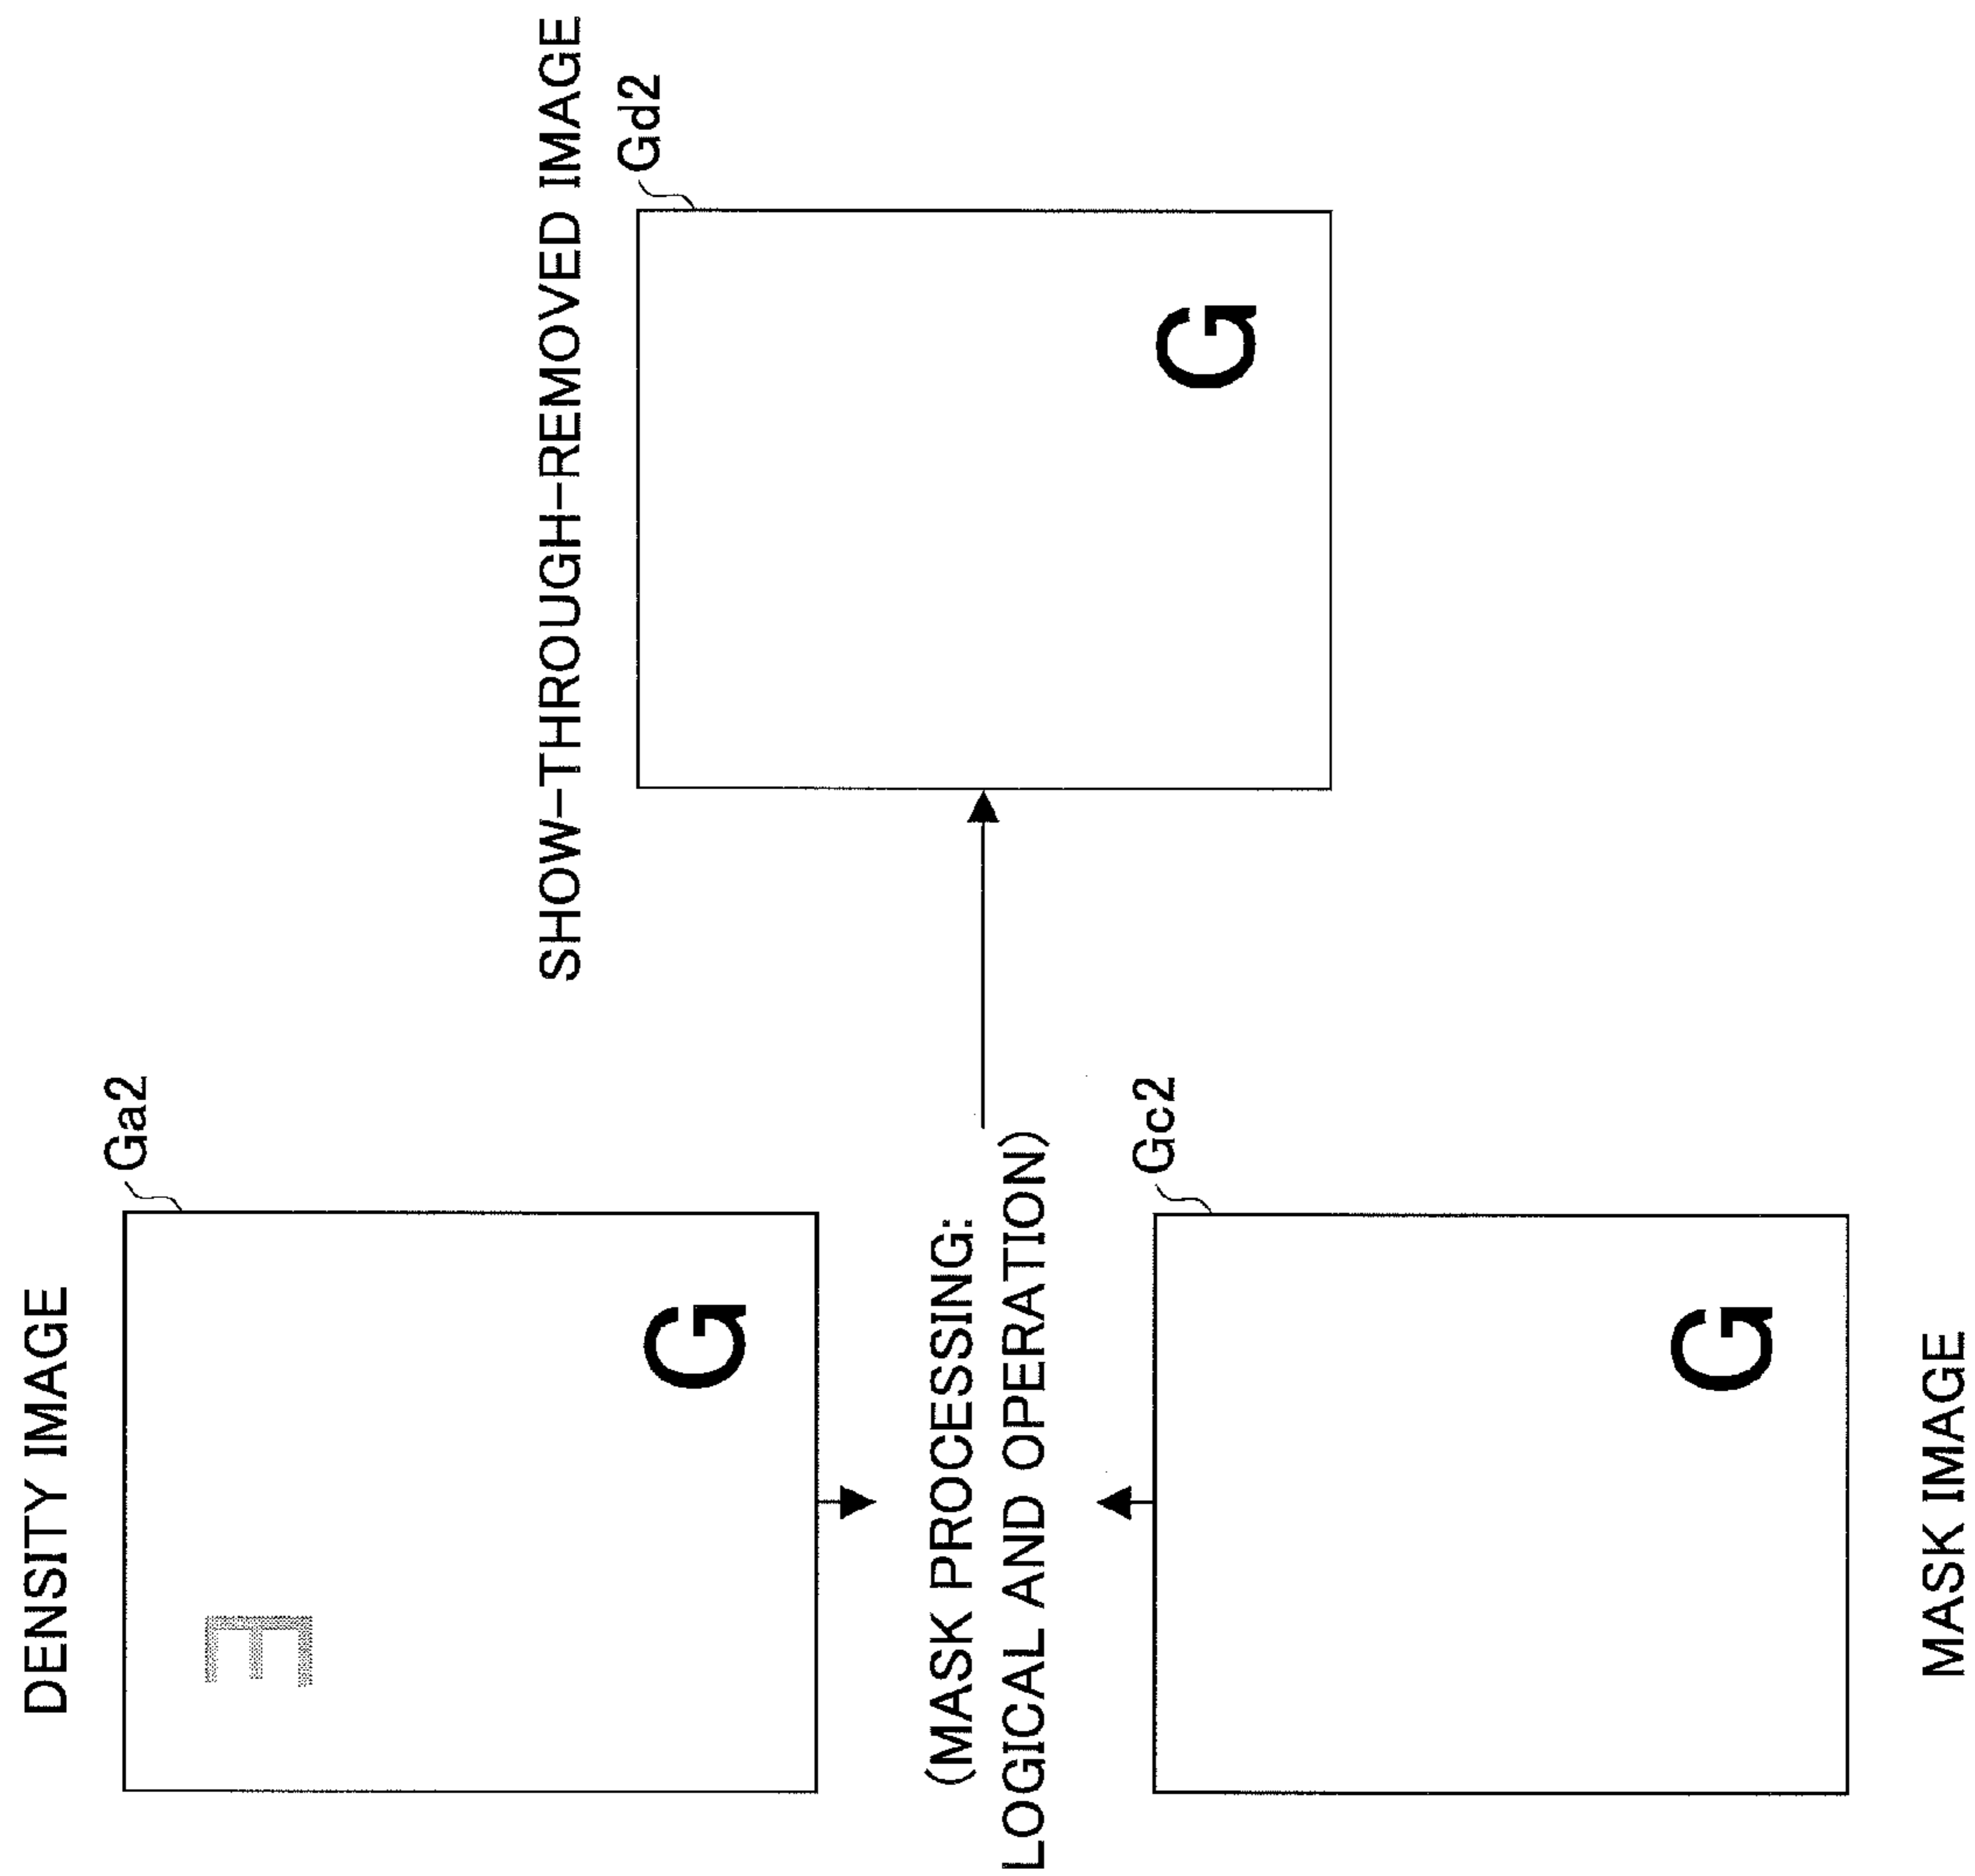 DENSITY IMAGE
Ga2
E
G
(MASK PROCESSING:
LOGICAL AND OPERATION)
Gc2
G
MASK IMAGE
SHOW-THROUGH-REMOVED IMAGE
Gd2
G